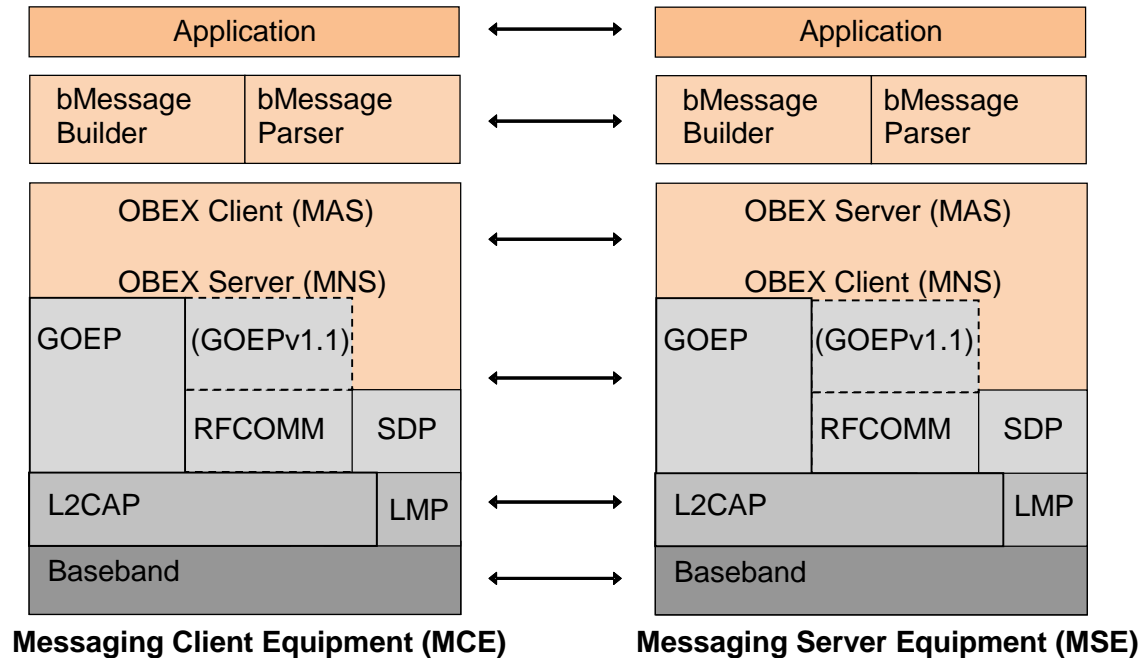 Application
bMessage
Builder
bMessage
Parser
OBEX Client (MAS)
OBEX Server (MNS)
GOEP
(GOEPv1.1)
RFCOMM
SDP
L2CAP
LMP
Baseband
Messaging Client Equipment (MCE)
Application
bMessage
Builder
bMessage
Parser
OBEX Server (MAS)
OBEX Client (MNS)
GOEP
(GOEPv1.1)
RFCOMM
SDP
L2CAP
LMP
Baseband
Messaging Server Equipment (MSE)